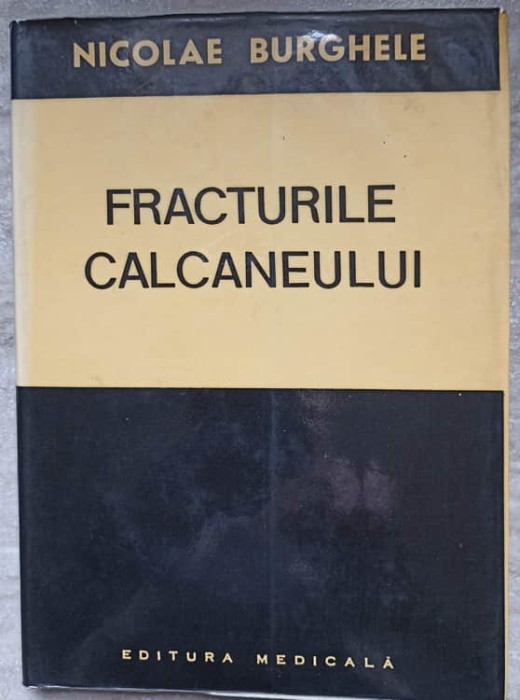 NICOLAE BURGHELE
FRACTURILE
CALCANEULUI
EDITURA MEDICALĂ